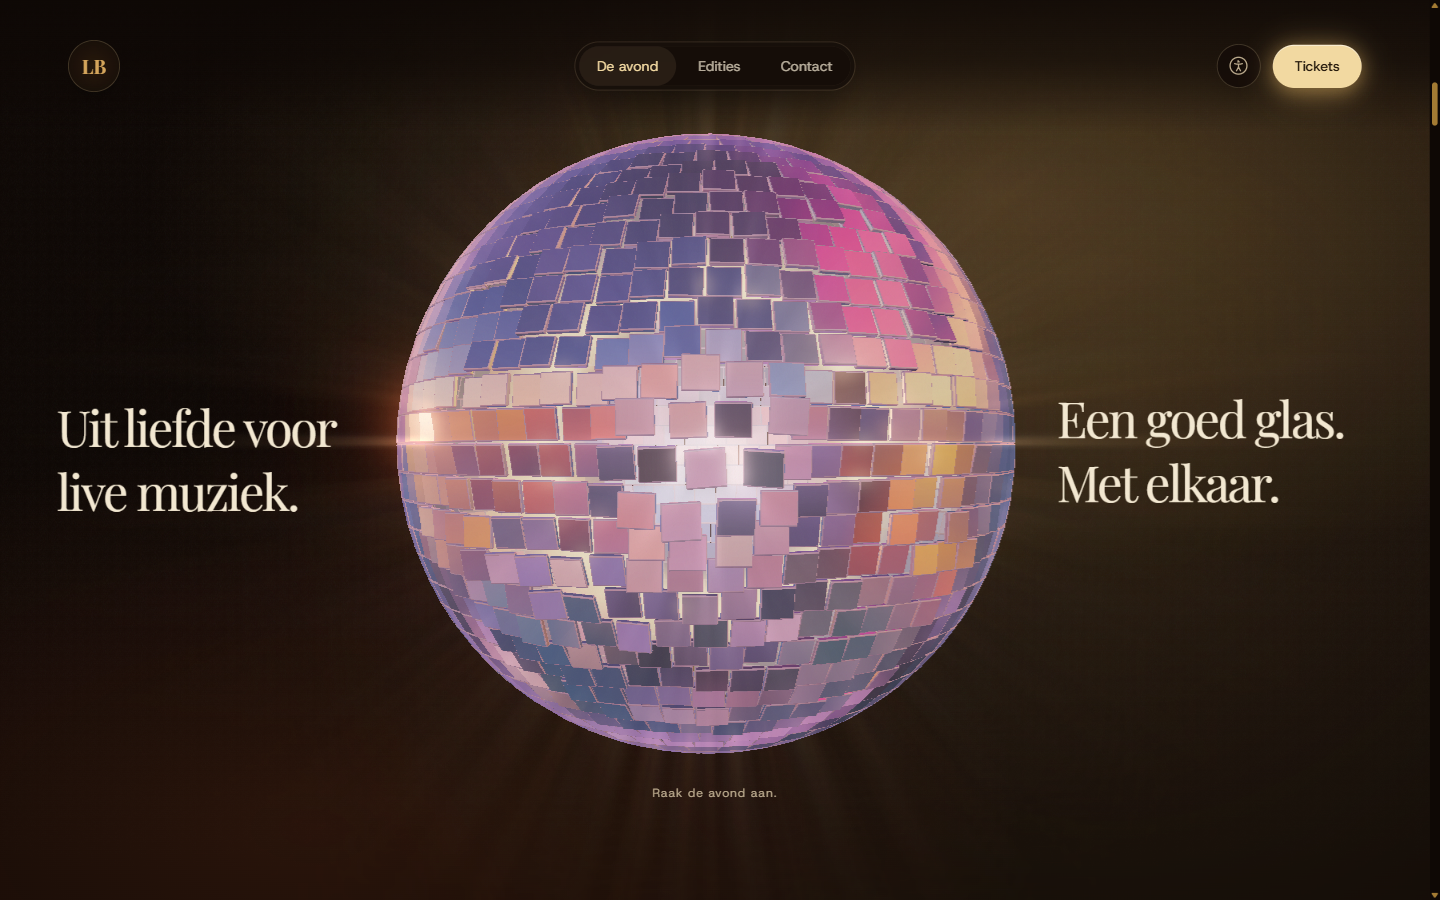 LB
De avond
Edities
Contact
Tickets
Uit liefde voor
live muziek.
Een goed glas.
Met elkaar.
Raak de avond aan.